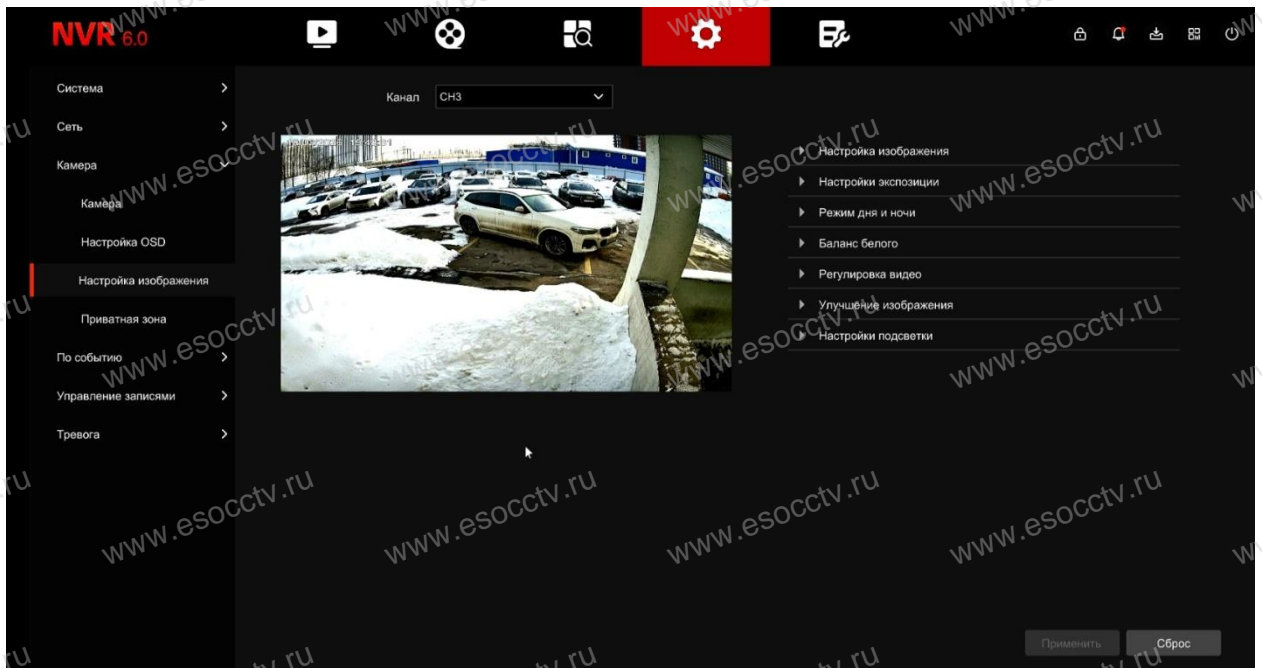 NVR 6.0
Система
Сеть
Камера
Камера
Настройка OSD
Настройка изображения
Приватная зона
По событию
Управление записями
Тревога
Канал CH3
Настройка изображения
Настройки экспозиции
Режим дня и ночи
Баланс белого
Регулировка видео
Улучшение изображения
Настройки подсветки
Применить Сброс
www.esocctv.ru